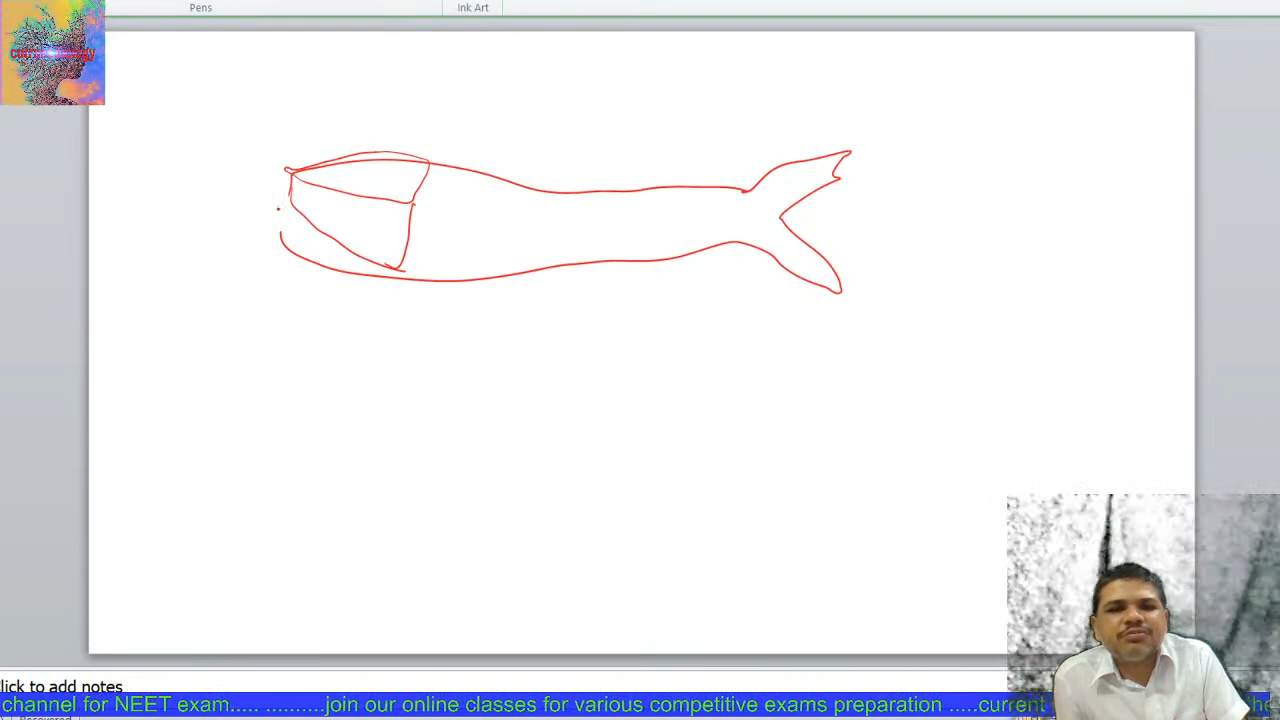 Pens Ink Art
lick to add notes
channel for NEET exam..... ..........join our online classes for various competitive exams preparation .....current